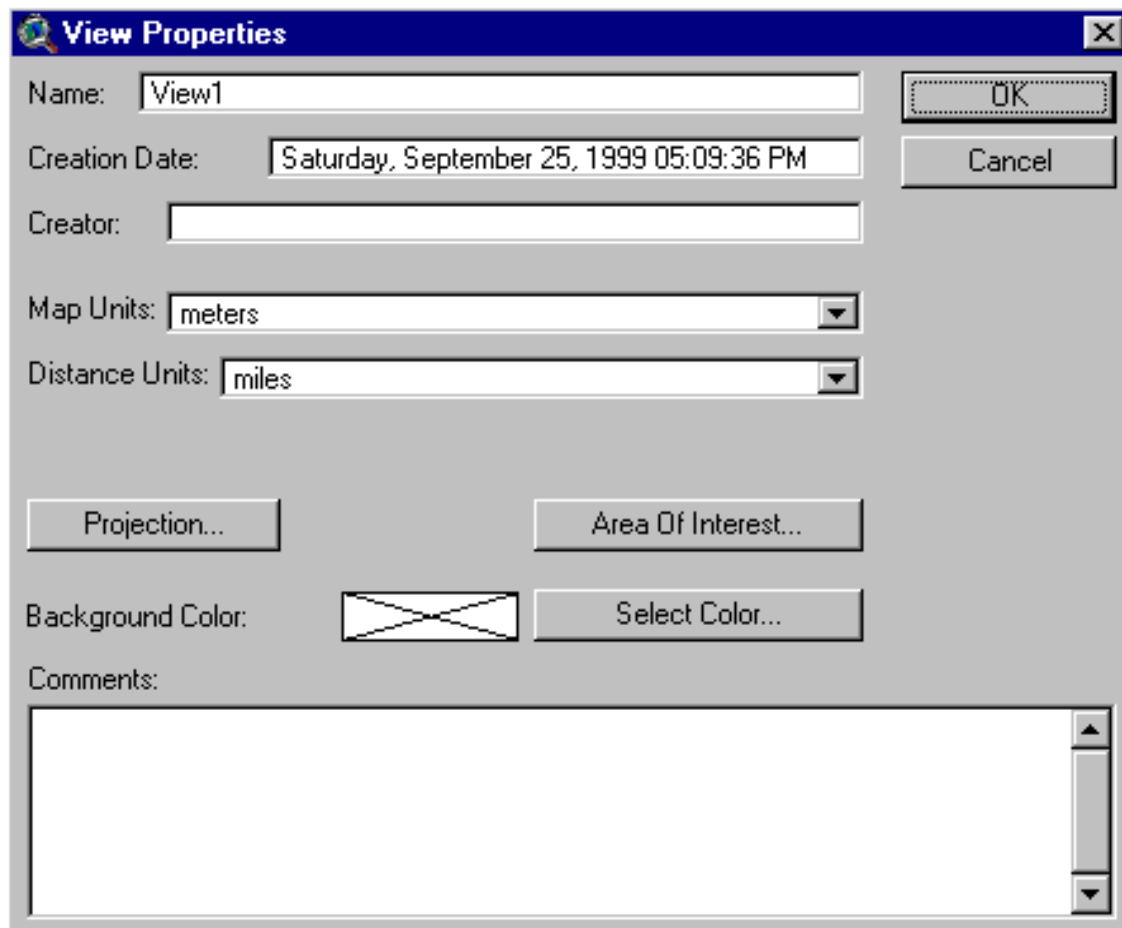 View Properties
Name: View1
OK
Creation Date: Saturday, September 25, 1999 05:09:36 PM
Cancel
Creator:
Map Units: meters
Distance Units: miles
Projection...
Area Of Interest...
Background Color:
Select Color...
Comments: